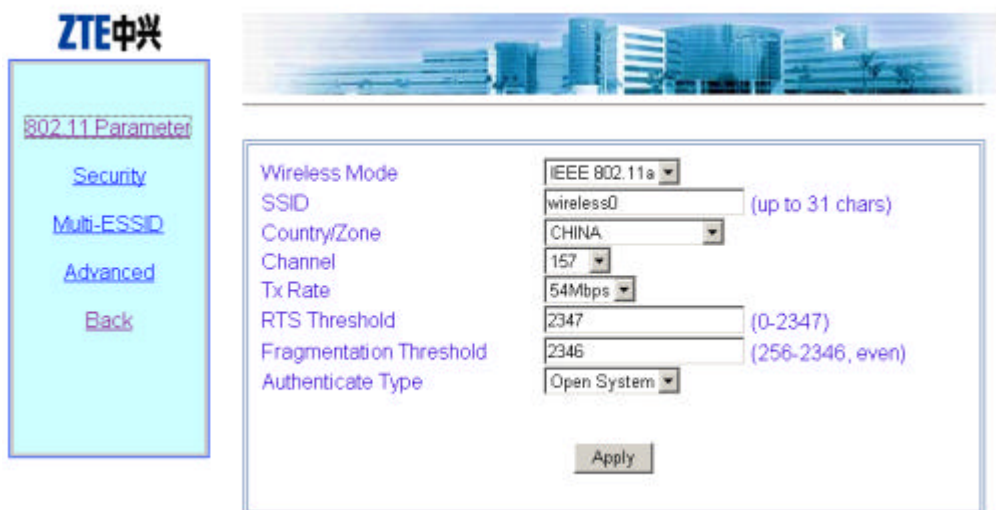 ZTE中兴
802.11 Parameter
Security
Multi-ESSID
Advanced
Back
Wireless Mode IEEE 802.11a
SSID wireless0 (up to 31 chars)
Country/Zone CHINA
Channel 157
Tx Rate 54Mbps
RTS Threshold 2347 (0-2347)
Fragmentation Threshold 2346 (256-2346, even)
Authenticate Type Open System
Apply